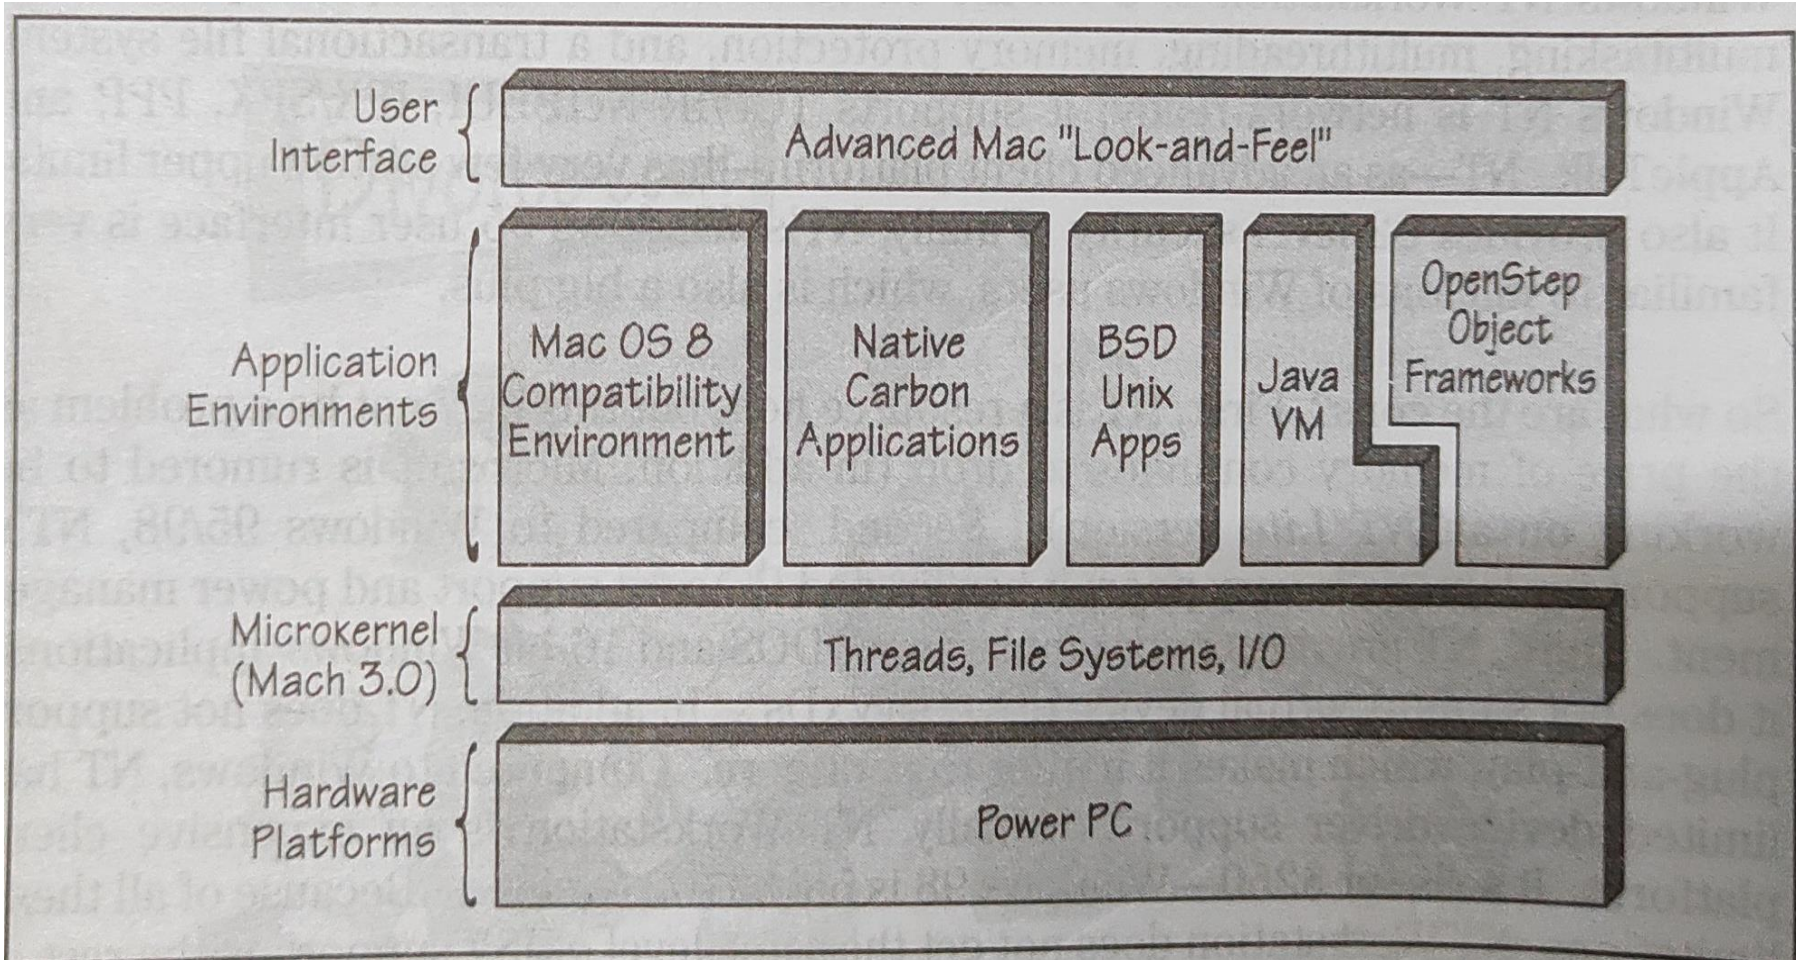 User
Interface
Advanced Mac "Look-and-Feel"
Application
Environments
Mac OS 8
Compatibility
Environment
Native
Carbon
Applications
BSD
Unix
Apps
Java
VM
OpenStep
Object
Frameworks
Microkernel
(Mach 3.0)
Threads, File Systems, I/O
Hardware
Platforms
Power PC